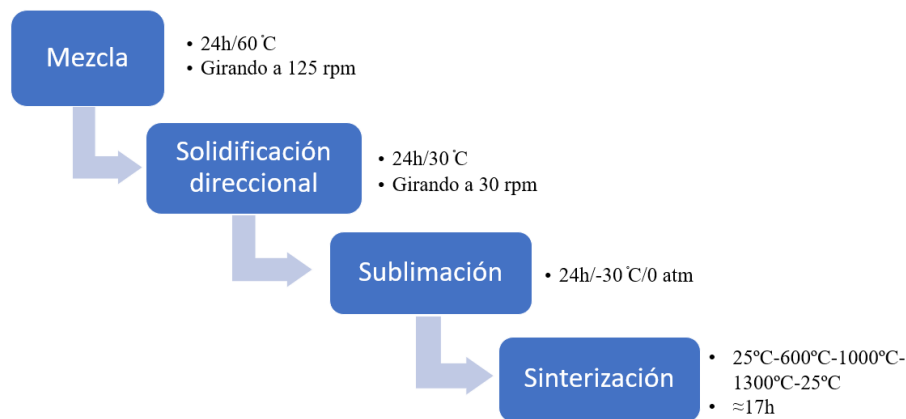 Mezcla
• 24h/60℃
• Girando a 125 rpm
Solidificación
direccional
• 24h/30℃
• Girando a 30 rpm
Sublimación
• 24h/-30℃/0 atm
Sinterización
• 25ºC-600ºC-1000ºC-
1300ºC-25ºC
• ≈17h